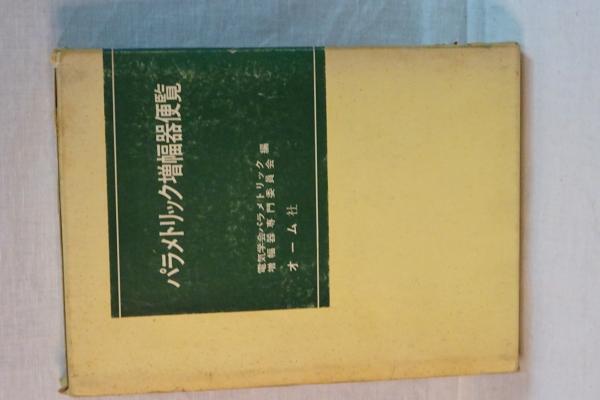 パラメトリック増幅器便覧
電気学会パラメトリック
増幅器専門委員会 編
オーム社